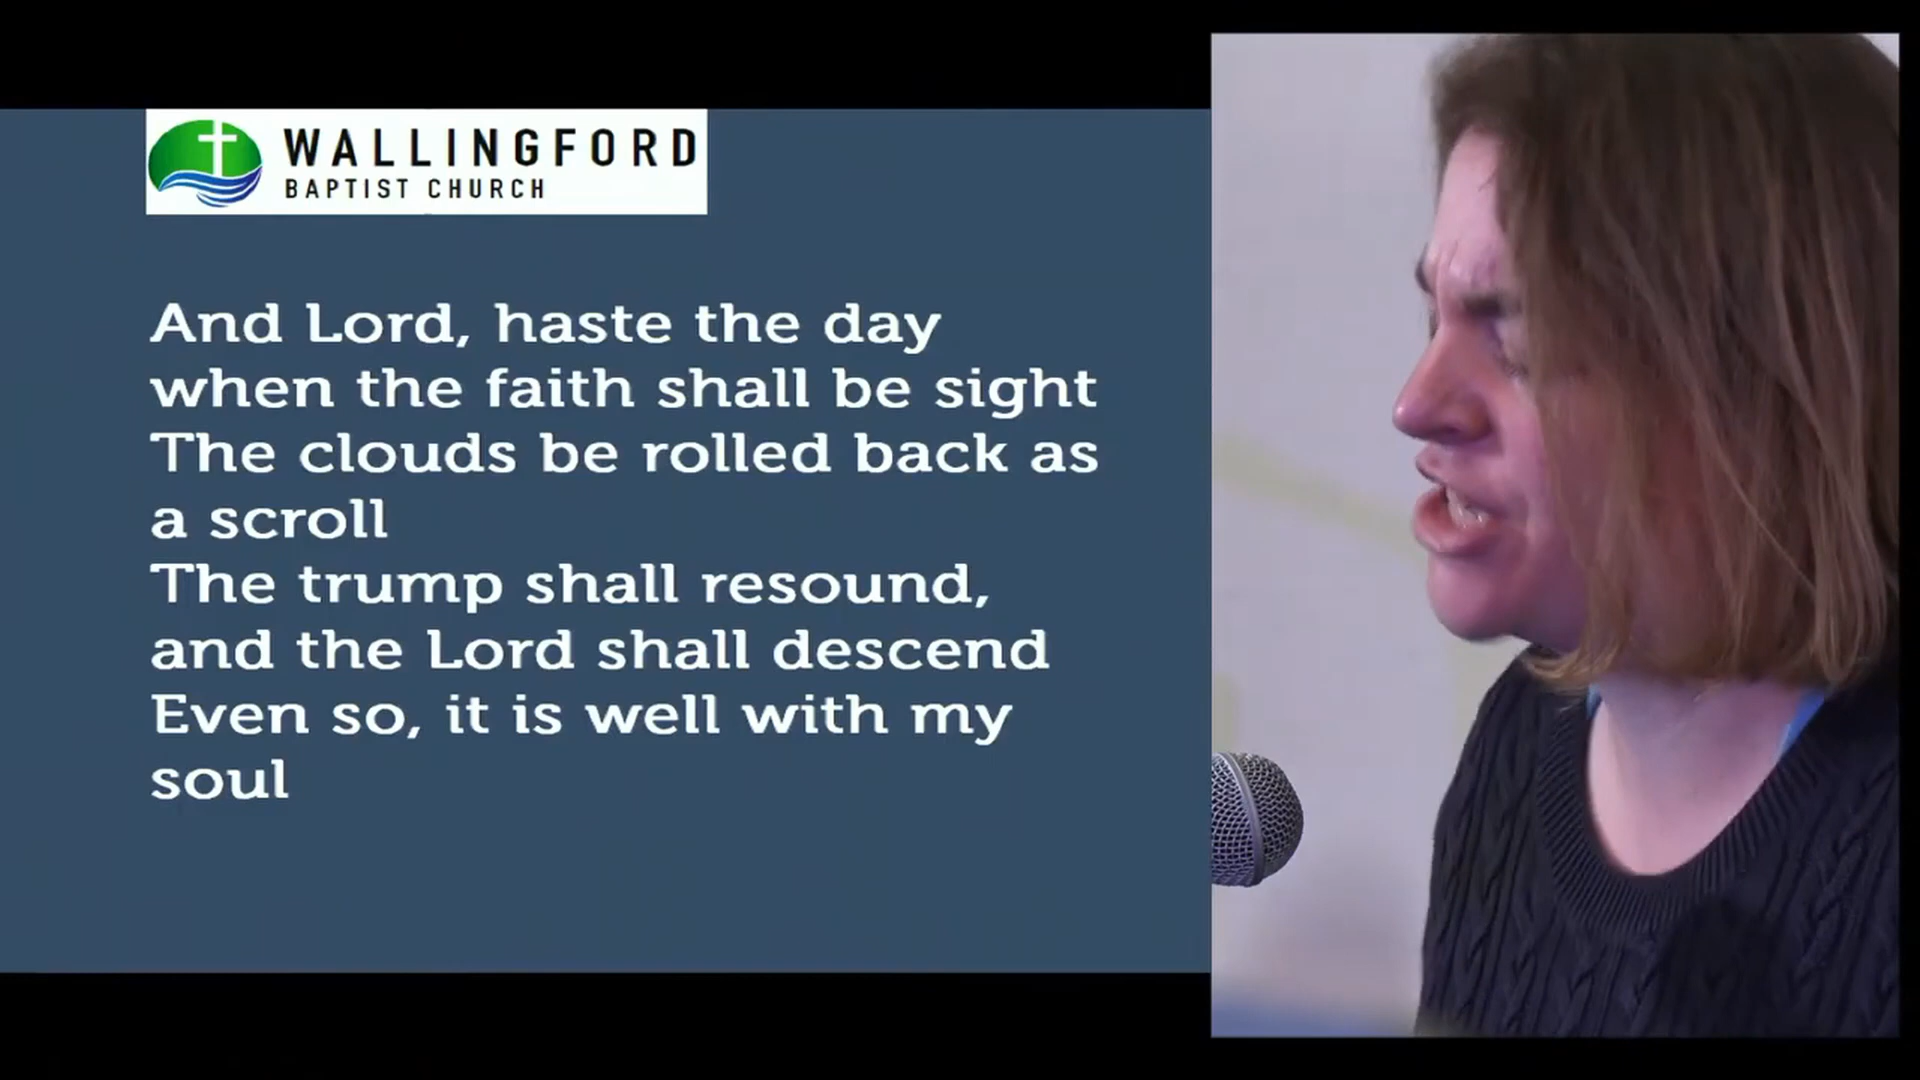 WALLINGFORD
BAPTIST CHURCH
And Lord, haste the day
when the faith shall be sight
The clouds be rolled back as
a scroll
The trump shall resound,
and the Lord shall descend
Even so, it is well with my
soul